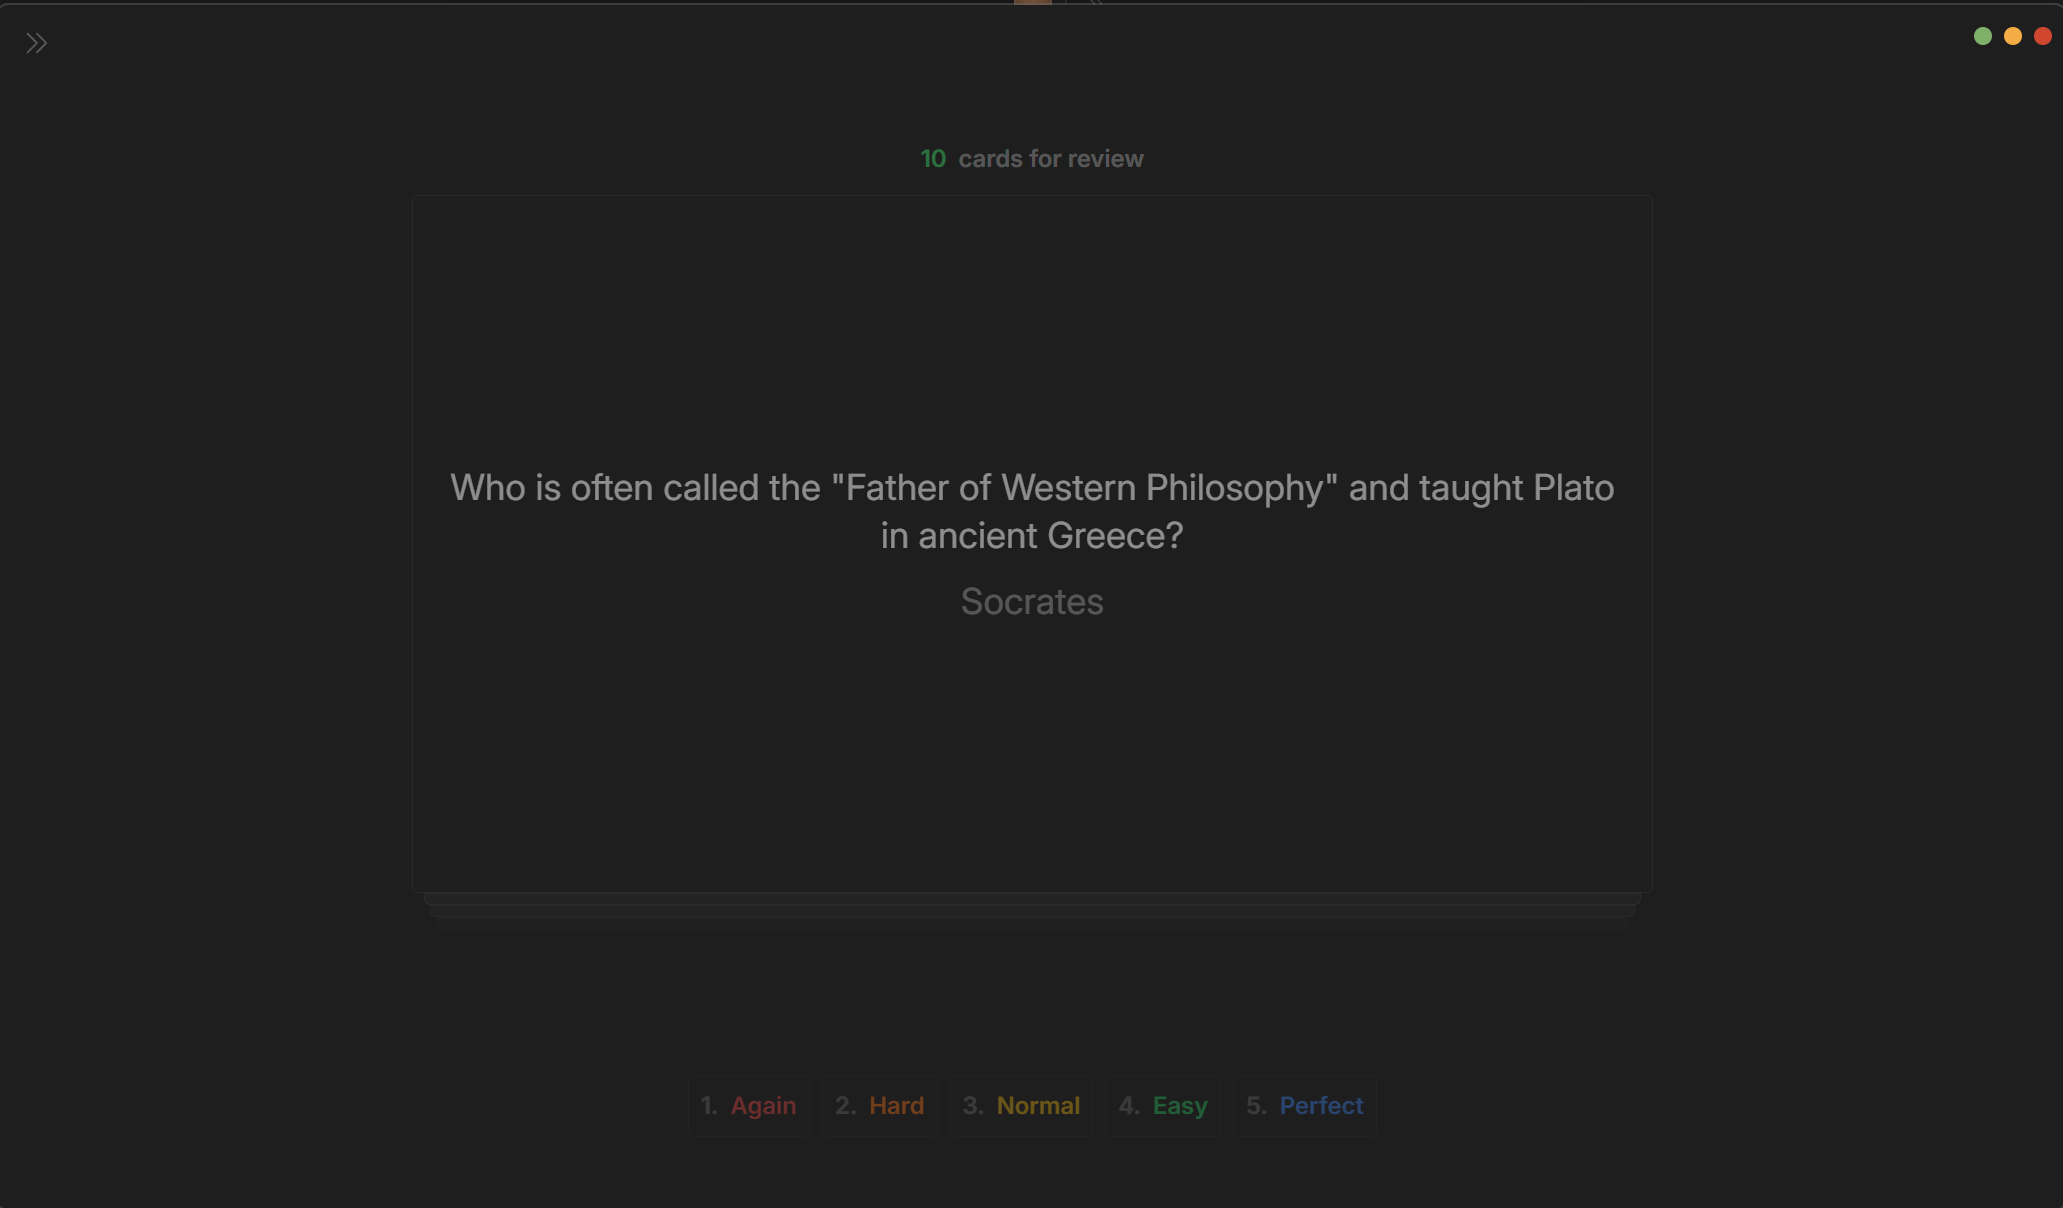 10 cards for review
Who is often called the "Father of Western Philosophy" and taught Plato
in ancient Greece?
Socrates
1. Again 2. Hard 3. Normal 4. Easy 5. Perfect